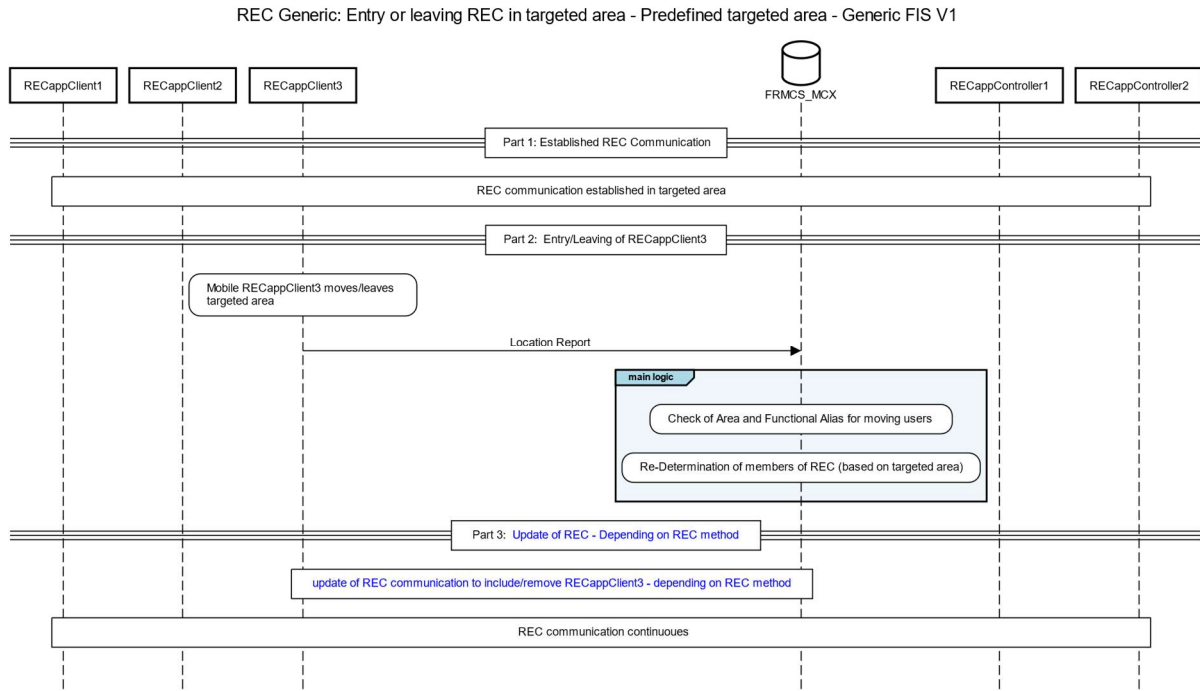 REC Generic: Entry or leaving REC in targeted area - Predefined targeted area - Generic FIS V1
RECappClient1
RECappClient2
RECappClient3
FRMCS_MCX
RECappController1
RECappController2
Part 1: Established REC Communication
REC communication established in targeted area
Part 2: Entry/Leaving of RECappClient3
Mobile RECappClient3 moves/leaves
targeted area
Location Report
main logic
Check of Area and Functional Alias for moving users
Re-Determination of members of REC (based on targeted area)
Part 3: Update of REC - Depending on REC method
update of REC communication to include/remove RECappClient3 - depending on REC method
REC communication continuoues